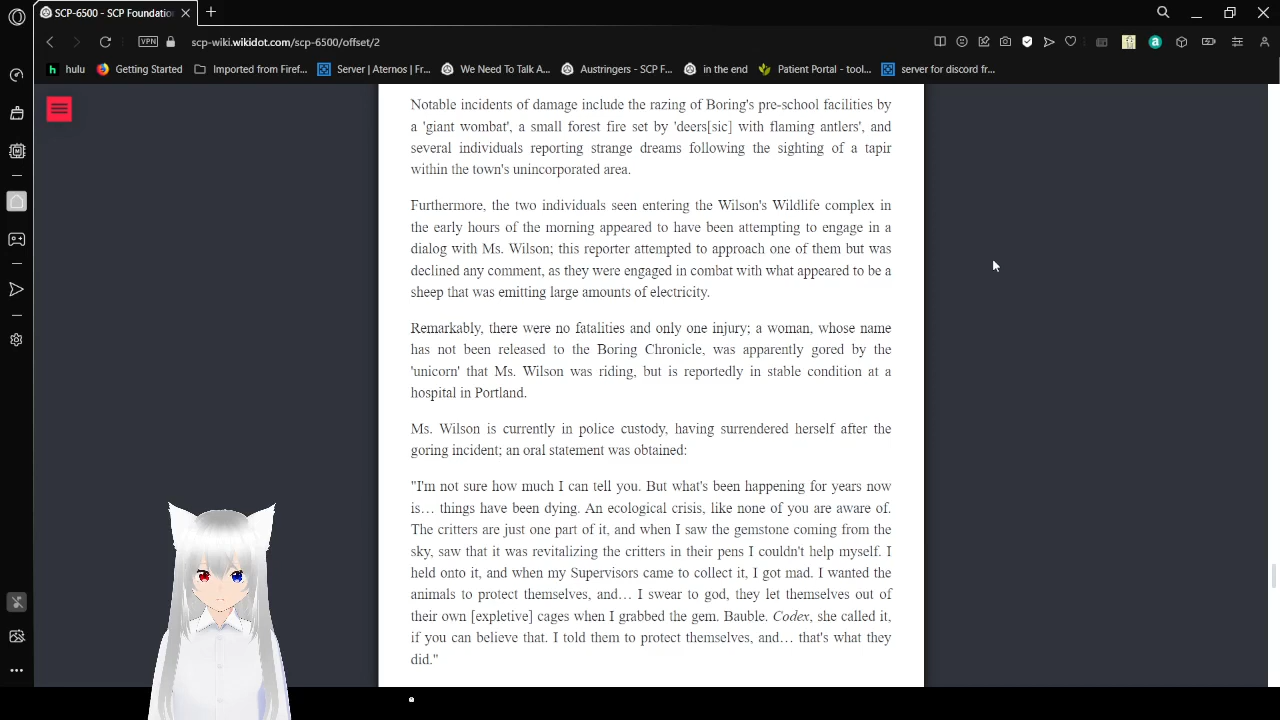 SCP-6500 - SCP Foundatio
VPN
scp-wiki.wikidot.com/scp-6500/offset/2
hulu
Getting Started
Imported from Firef...
Server | Aternos | Fr...
We Need To Talk A...
Austringers - SCP F...
in the end
Patient Portal - tool...
server for discord fr...
Notable incidents of damage include the razing of Boring's pre-school facilities by
a 'giant wombat', a small forest fire set by 'deers[sic] with flaming antlers', and
several individuals reporting strange dreams following the sighting of a tapir
within the town's unincorporated area.
Furthermore, the two individuals seen entering the Wilson's Wildlife complex in
the early hours of the morning appeared to have been attempting to engage in a
dialog with Ms. Wilson; this reporter attempted to approach one of them but was
declined any comment, as they were engaged in combat with what appeared to be a
sheep that was emitting large amounts of electricity.
Remarkably, there were no fatalities and only one injury; a woman, whose name
has not been released to the Boring Chronicle, was apparently gored by the
'unicorn' that Ms. Wilson was riding, but is reportedly in stable condition at a
hospital in Portland.
Ms. Wilson is currently in police custody, having surrendered herself after the
goring incident; an oral statement was obtained:
"I'm not sure how much I can tell you. But what's been happening for years now
is… things have been dying. An ecological crisis, like none of you are aware of.
The critters are just one part of it, and when I saw the gemstone coming from the
sky, saw that it was revitalizing the critters in their pens I couldn't help myself. I
held onto it, and when my Supervisors came to collect it, I got mad. I wanted the
animals to protect themselves, and… I swear to god, they let themselves out of
their own [expletive] cages when I grabbed the gem. Bauble. Codex, she called it,
if you can believe that. I told them to protect themselves, and… that's what they
did."